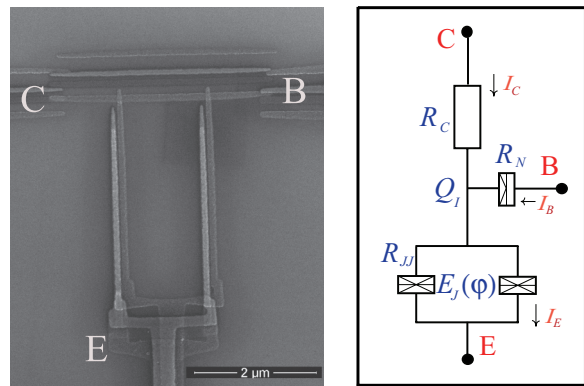 C
B
E
2 µm
C
↓ I_C
R_C
R_N
B
Q_I
← I_B
R_JJ
E_J(φ)
↓ I_E
E